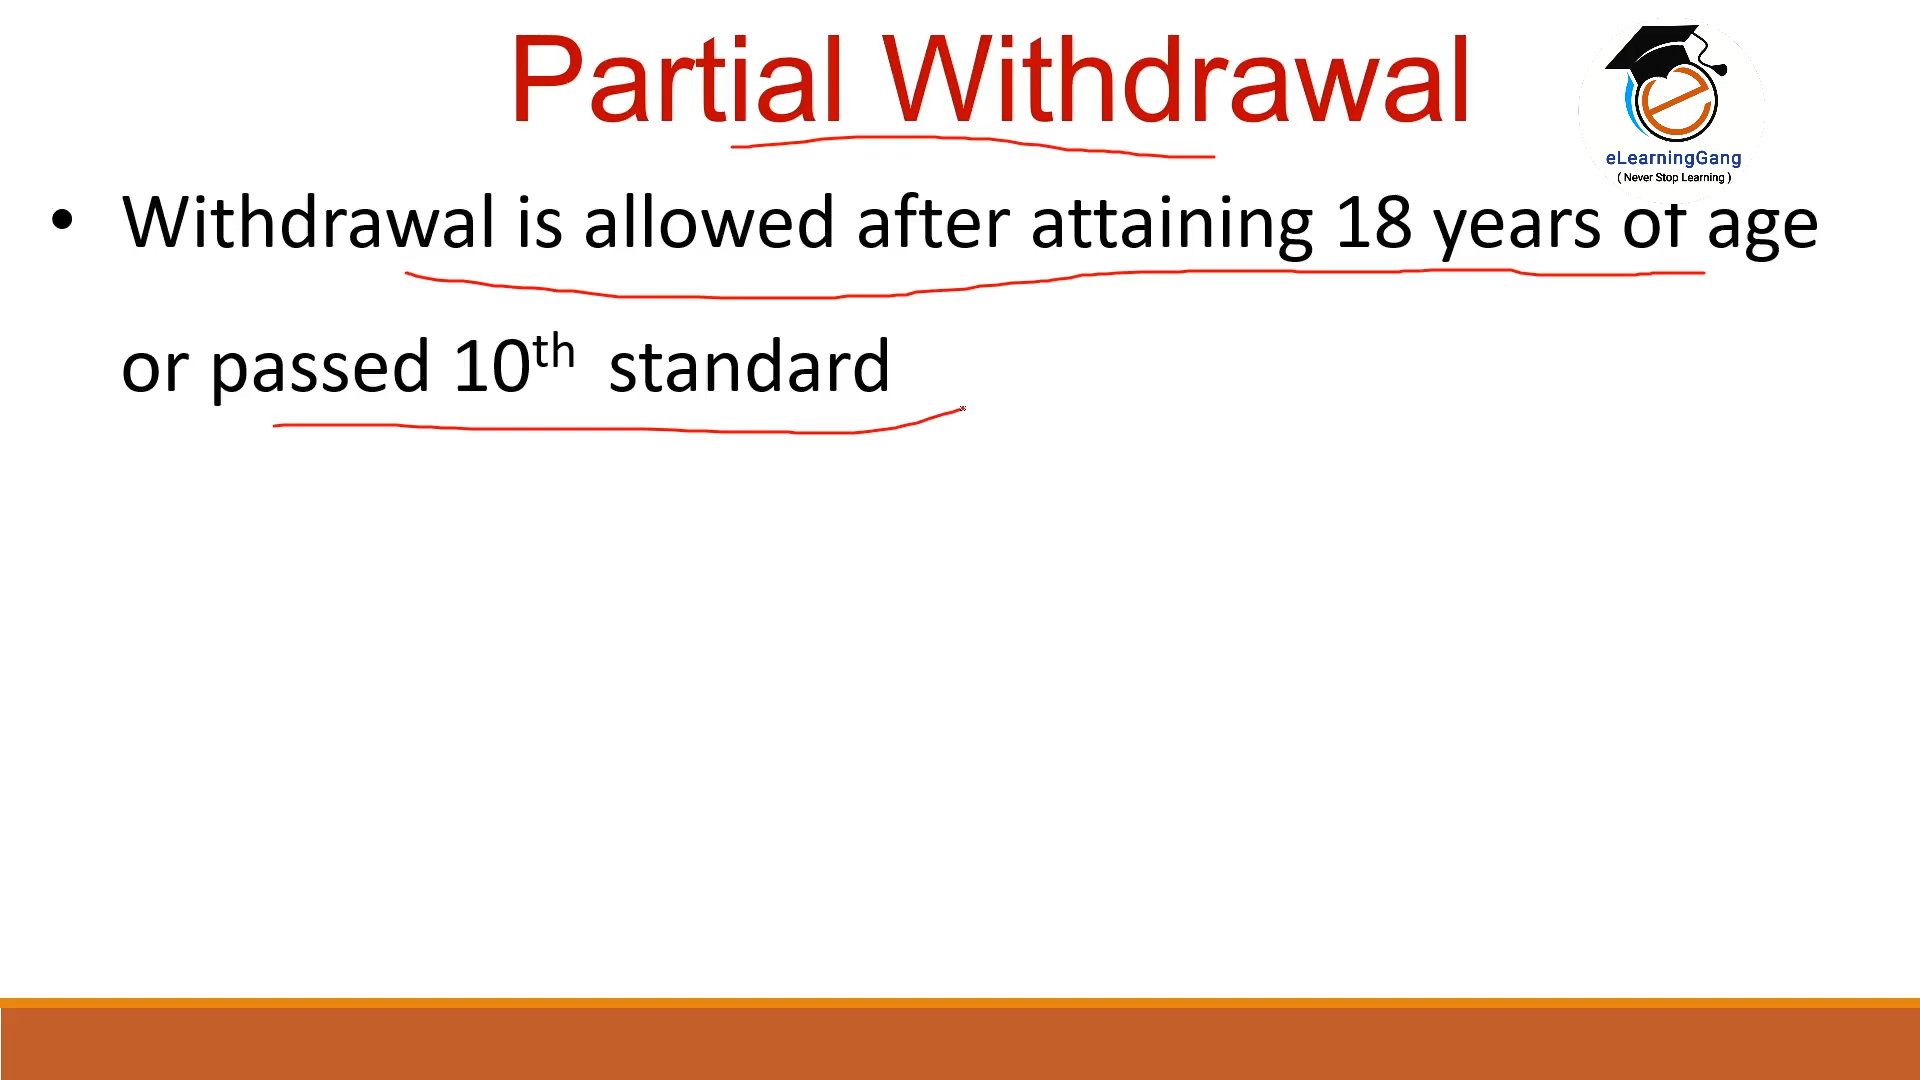 Partial Withdrawal
eLearningGang
( Never Stop Learning )
• Withdrawal is allowed after attaining 18 years of age
or passed 10th standard